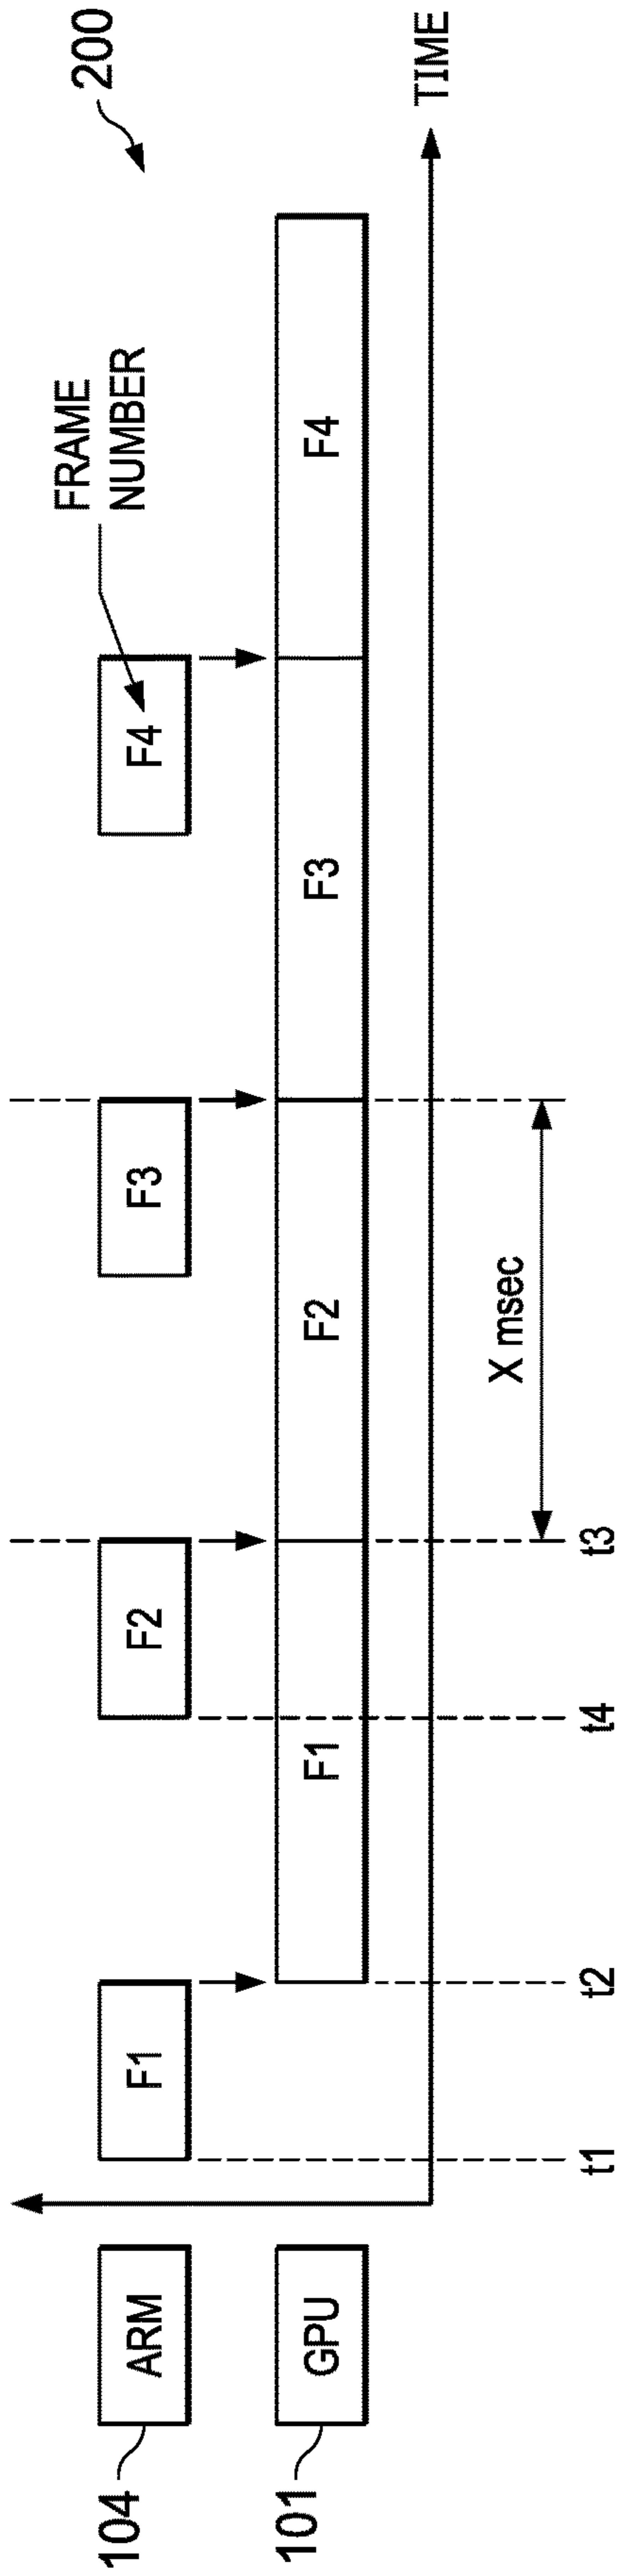 200
FRAME
NUMBER
104
ARM
F1
F2
F3
F4
101
GPU
F1
F2
F3
F4
TIME
X msec
t1
t2
t4
t3